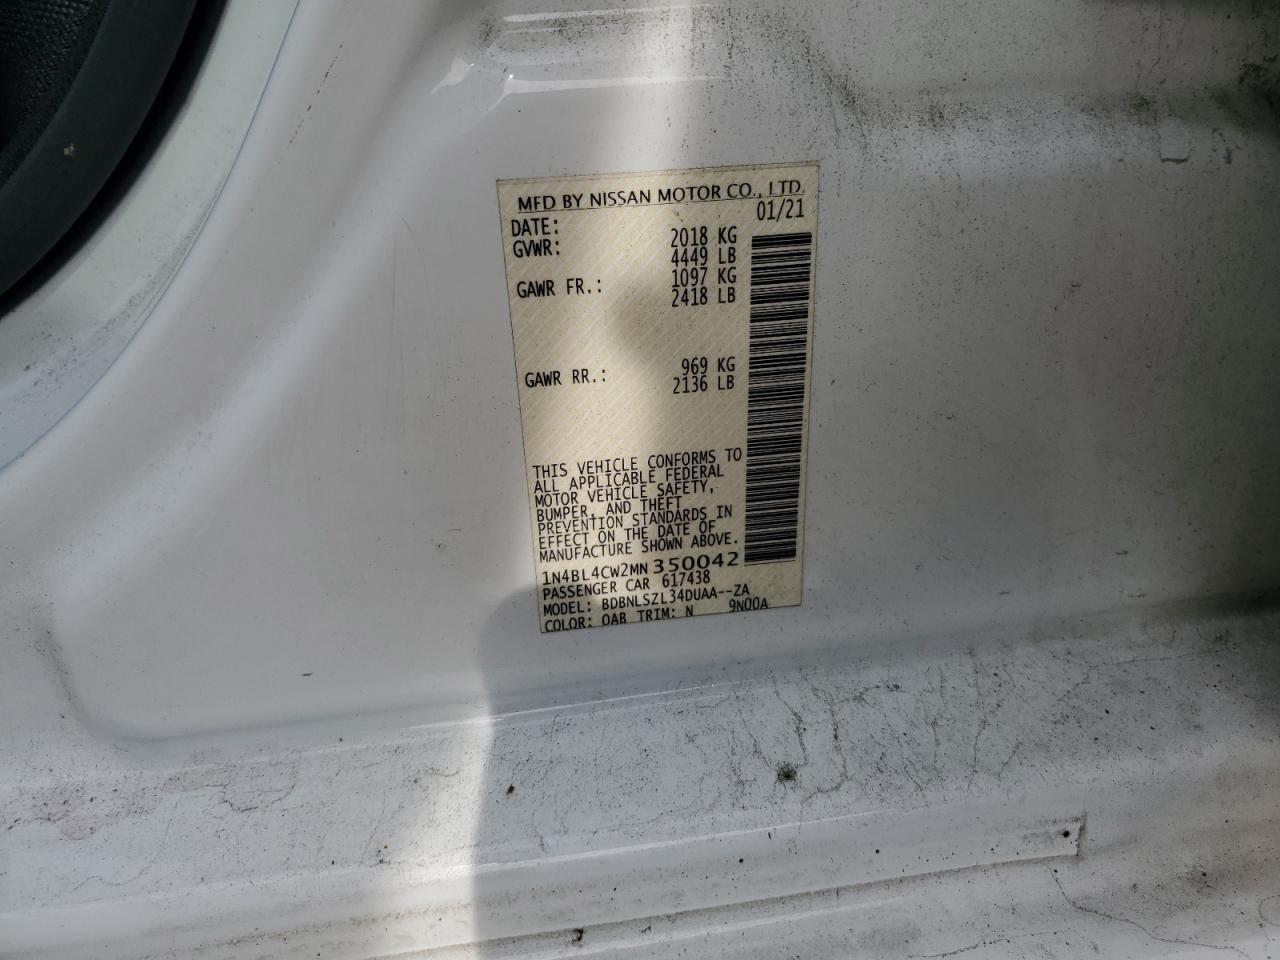 MFD BY NISSAN MOTOR CO., LTD.
DATE: 01/21
GVWR: 2018 KG
4449 LB
GAWR FR.: 1097 KG
2418 LB
GAWR RR.: 969 KG
2136 LB
THIS VEHICLE CONFORMS TO
ALL APPLICABLE FEDERAL
MOTOR VEHICLE SAFETY,
BUMPER, AND THEFT
PREVENTION STANDARDS IN
EFFECT ON THE DATE OF
MANUFACTURE SHOWN ABOVE.
1N4BL4CW2MN350042
PASSENGER CAR 617438
MODEL: BDBNLSZL34DUAA--ZA
COLOR: QAB TRIM: N 9N00A